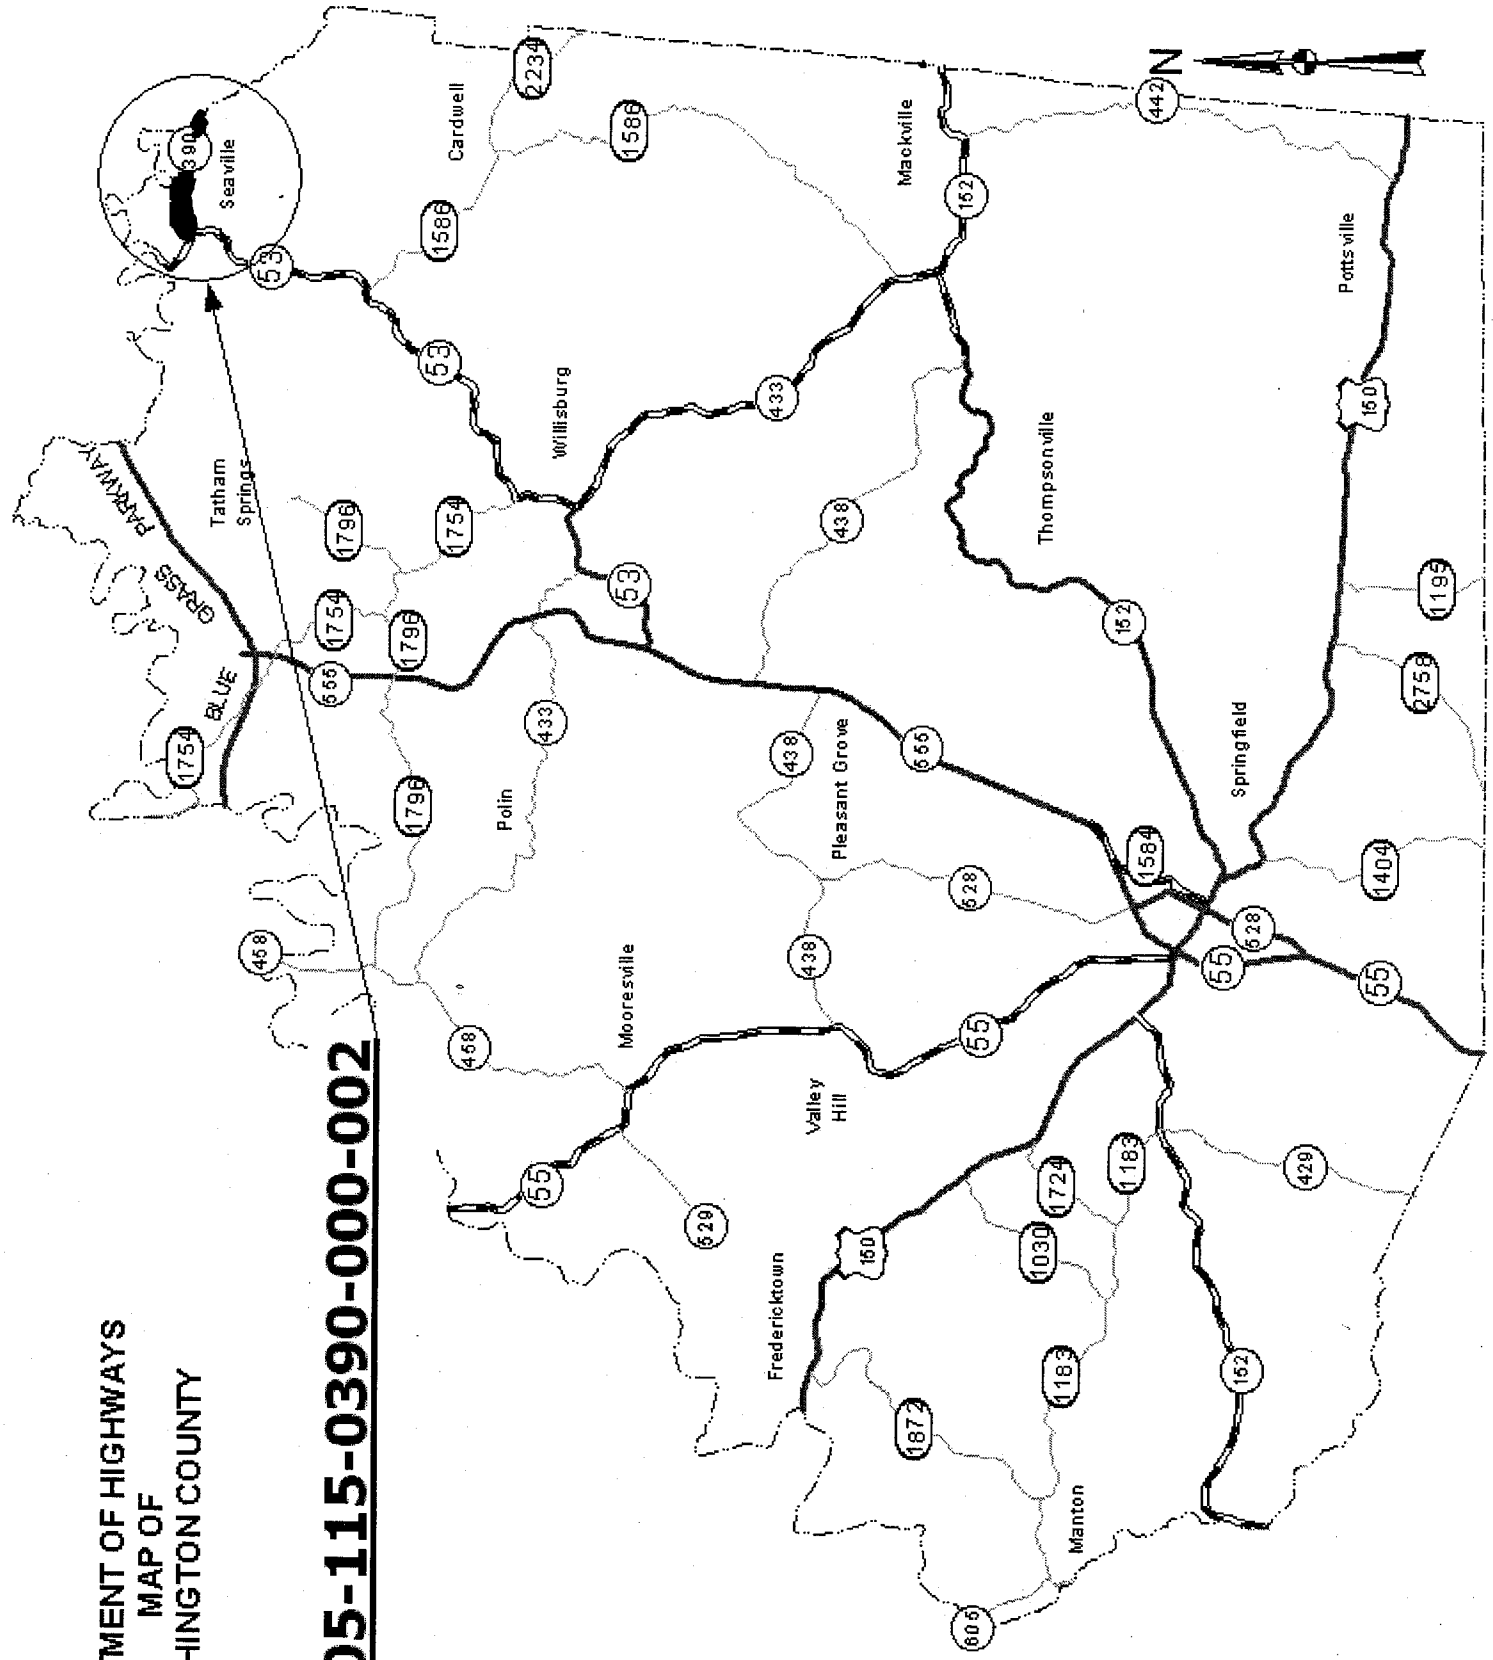 TMENT OF HIGHWAYS
MAP OF
HINGTON COUNTY
05-115-0390-000-002
BLUE
GRASS
PARKWAY
1754
390
Seaville
Tatham
Springs
458
53
555
1754
1796
1796
1796
1754
53
1586
Cardwell
458
Polin
2234
55
433
Willisburg
Mooresville
53
1586
529
Fredericktown
433
438
438
438
Valley
Hill
Pleasant Grove
150
Mackville
1872
555
605
528
152
55
1030
Thompsonville
1724
1183
Manton
1183
152
1584
442
N
55
152
Springfield
528
429
Pottsville
150
55
1404
2758
1195